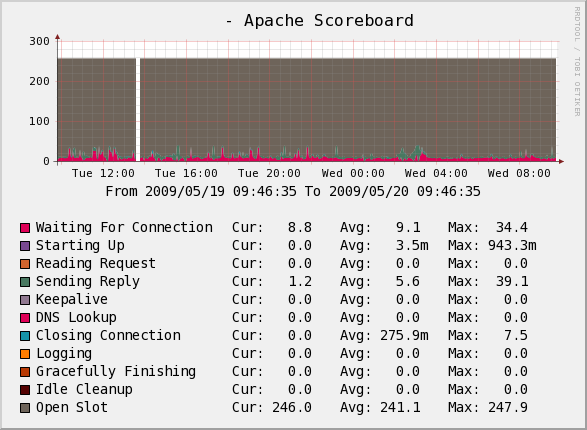 - Apache Scoreboard
RRDTOOL / TOBI OETIKER
300
200
100
0
Tue 12:00 Tue 16:00 Tue 20:00 Wed 00:00 Wed 04:00 Wed 08:00
From 2009/05/19 09:46:35 To 2009/05/20 09:46:35
Waiting For Connection Cur: 8.8 Avg: 9.1 Max: 34.4
Starting Up Cur: 0.0 Avg: 3.5m Max: 943.3m
Reading Request Cur: 0.0 Avg: 0.0 Max: 0.0
Sending Reply Cur: 1.2 Avg: 5.6 Max: 39.1
Keepalive Cur: 0.0 Avg: 0.0 Max: 0.0
DNS Lookup Cur: 0.0 Avg: 0.0 Max: 0.0
Closing Connection Cur: 0.0 Avg: 275.9m Max: 7.5
Logging Cur: 0.0 Avg: 0.0 Max: 0.0
Gracefully Finishing Cur: 0.0 Avg: 0.0 Max: 0.0
Idle Cleanup Cur: 0.0 Avg: 0.0 Max: 0.0
Open Slot Cur: 246.0 Avg: 241.1 Max: 247.9